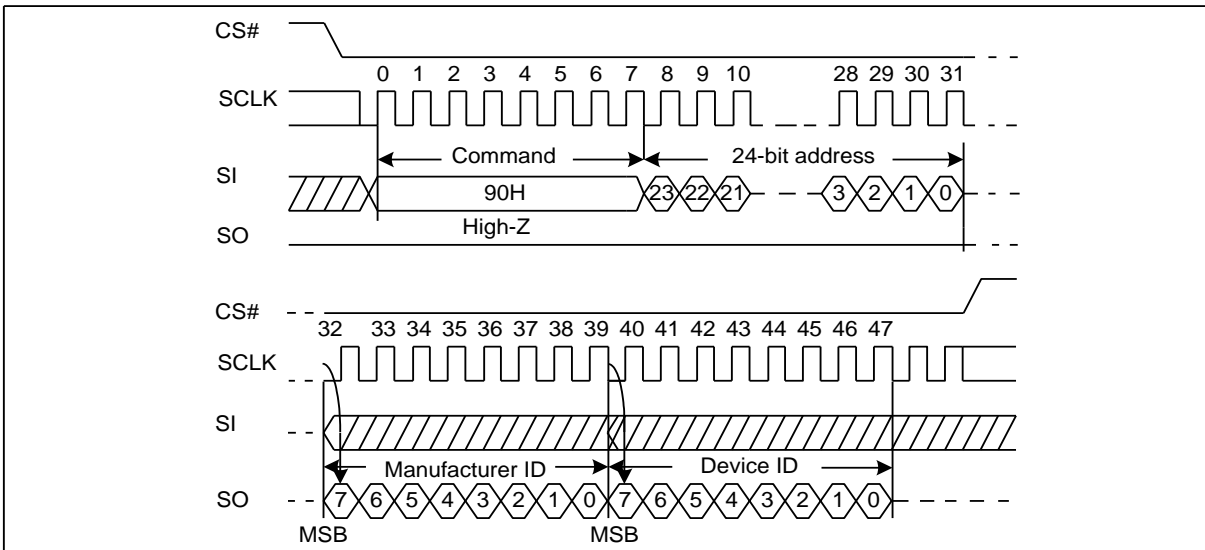 CS#
0 1 2 3 4 5 6 7 8 9 10 28 29 30 31
SCLK
Command 24-bit address
SI
90H 23 22 21 3 2 1 0
High-Z
SO
CS#
32 33 34 35 36 37 38 39 40 41 42 43 44 45 46 47
SCLK
SI
Manufacturer ID Device ID
SO 7 6 5 4 3 2 1 0 7 6 5 4 3 2 1 0
MSB MSB